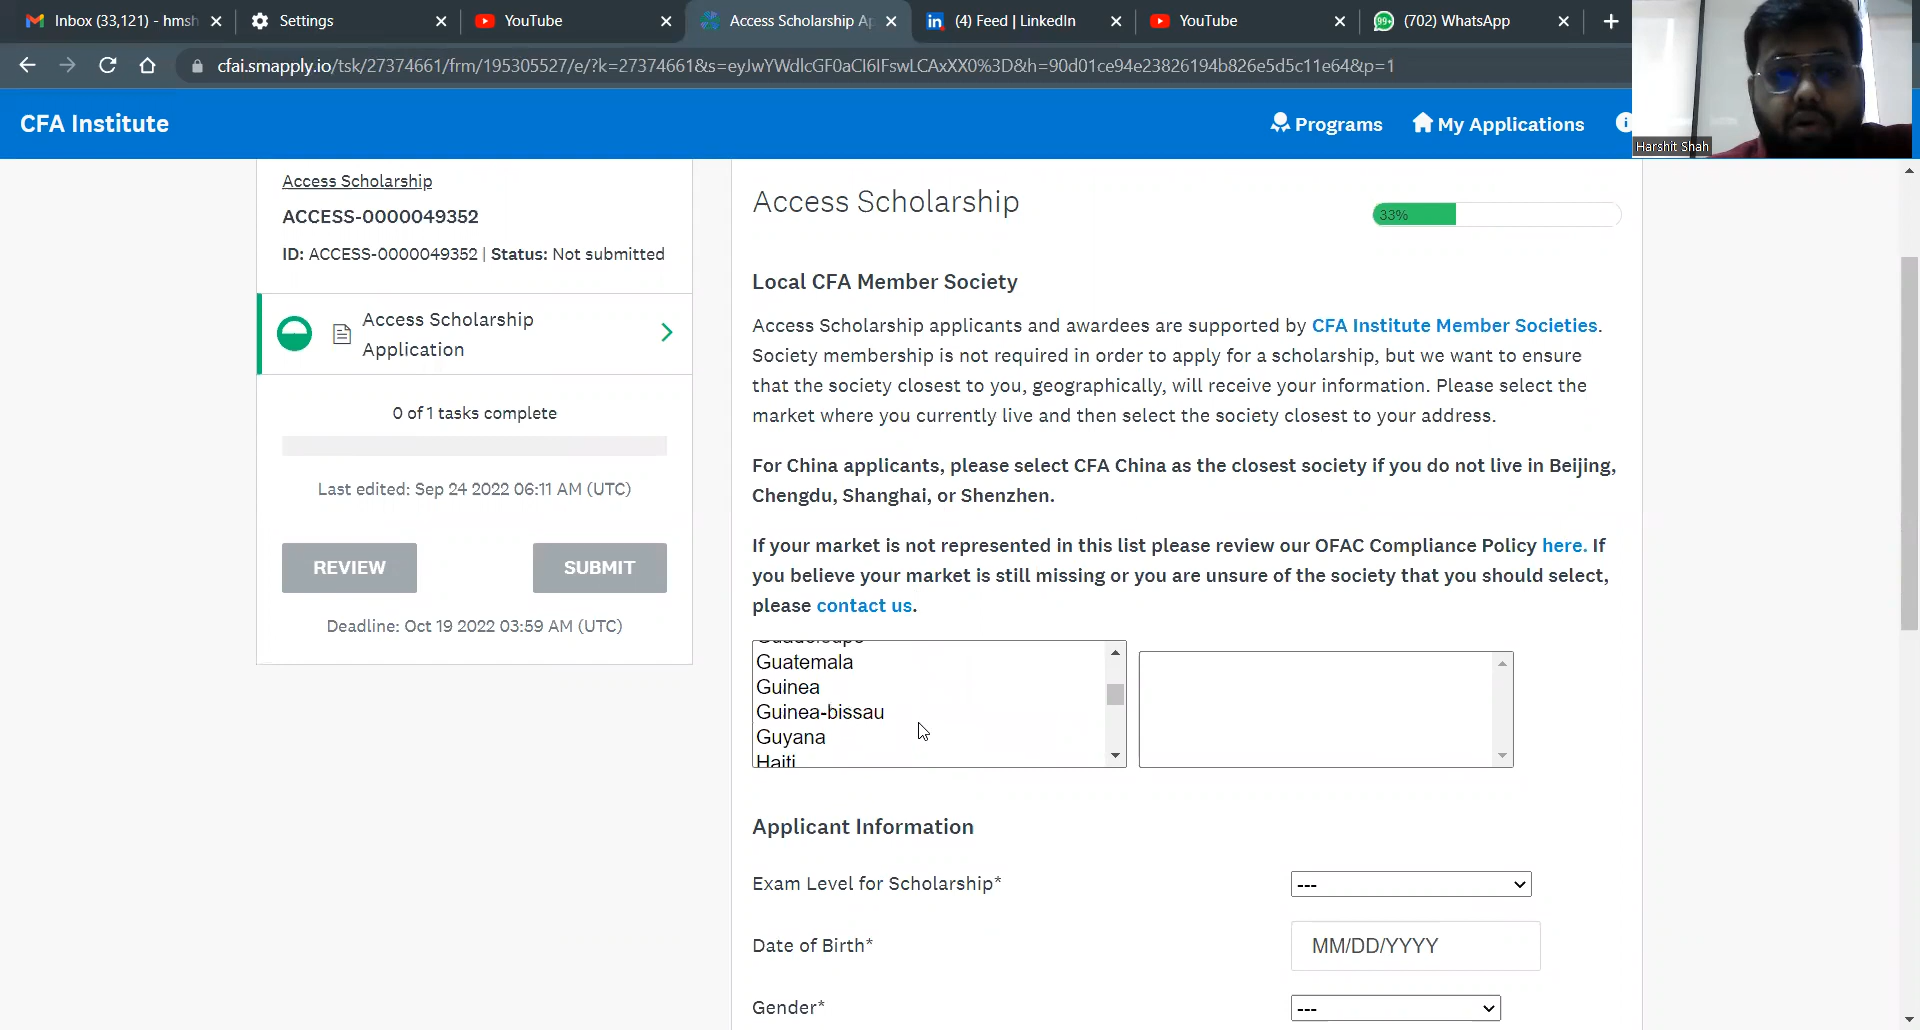 Inbox (33,121) - hmsh
Settings
YouTube
Access Scholarship Ap
(4) Feed | LinkedIn
YouTube
99+
(702) WhatsApp
cfai.smapply.io/tsk/27374661/frm/195305527/e/?k=27374661&s=eyJwYWdlcGF0aCI6IFswLCAxXX0%3D&h=90d01ce94e23826194b826e5d5c11e64&p=1
CFA Institute
Programs
My Applications
Harshit Shah
Access Scholarship
ACCESS-0000049352
ID: ACCESS-0000049352 | Status: Not submitted
Access Scholarship
Application
0 of 1 tasks complete
Last edited: Sep 24 2022 06:11 AM (UTC)
REVIEW
SUBMIT
Deadline: Oct 19 2022 03:59 AM (UTC)
Access Scholarship
33%
Local CFA Member Society
Access Scholarship applicants and awardees are supported by CFA Institute Member Societies.
Society membership is not required in order to apply for a scholarship, but we want to ensure
that the society closest to you, geographically, will receive your information. Please select the
market where you currently live and then select the society closest to your address.
For China applicants, please select CFA China as the closest society if you do not live in Beijing,
Chengdu, Shanghai, or Shenzhen.
If your market is not represented in this list please review our OFAC Compliance Policy here. If
you believe your market is still missing or you are unsure of the society that you should select,
please contact us.
Guadeloupe
Guatemala
Guinea
Guinea-bissau
Guyana
Haiti
Applicant Information
Exam Level for Scholarship*
---
Date of Birth*
MM/DD/YYYY
Gender*
---